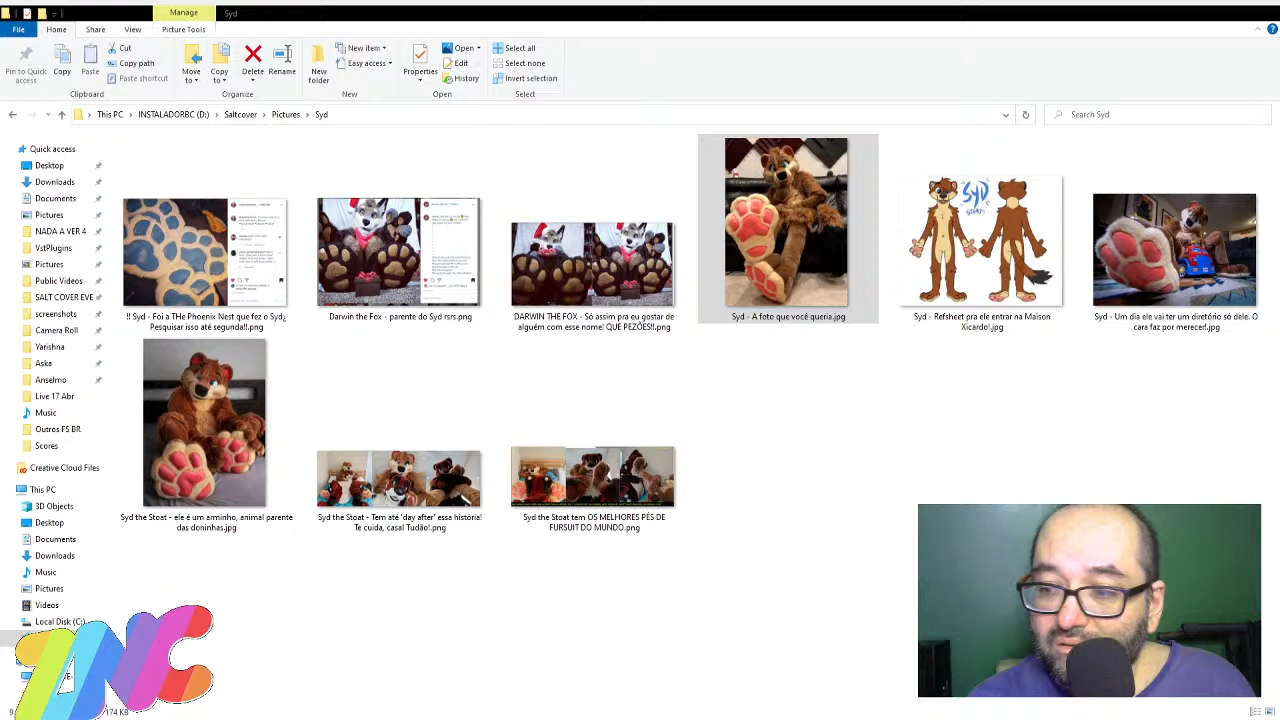 Manage
Syd
File
Home
Share
View
Picture Tools
Pin to Quick access
Copy
Paste
Cut
Copy path
Paste shortcut
Move to
Copy to
Delete
Rename
New folder
New item
Easy access
Properties
Open
Edit
History
Select all
Select none
Invert selection
Clipboard
Organize
New
Open
Select
This PC
INSTALADORBC (D:)
Saltcover
Pictures
Syd
Search Syd
Quick access
Desktop
Downloads
Documents
Pictures
NADA A VER 4
VstPlugins
Pictures
Public Videos
SALT COVER EVE
screenshots
Camera Roll
Yarishna
Aska
Anselmo
Live 17 Abr
Music
Outros FS BR
Scores
Creative Cloud Files
This PC
3D Objects
Desktop
Documents
Downloads
Music
Pictures
Videos
Local Disk (C:)
!! Syd - Foi a THe Phoenix Nest que fez o Syd¿
Pesquisar isso até segunda!!.png
Darwin the Fox - parente do Syd rsrs.png
DARWIN THE FOX - Só assim pra eu gostar de
alguém com esse nome! QUE PEZÕES!!.png
Syd - A foto que você queria.jpg
SYD
Syd - Refsheet pra ele entrar na Maison
Xicardo!.jpg
Syd - Um dia ele vai ter um diretório só dele. O
cara faz por merecer!.jpg
Syd the Stoat - ele é um arminho, animal parente
das doninhas.jpg
Syd the Stoat - Tem até 'day after' essa história!
Te cuida, casal Tudão!.png
Syd the Stoat tem OS MELHORES PÉS DE
FURSUIT DO MUNDO.png
174 KB